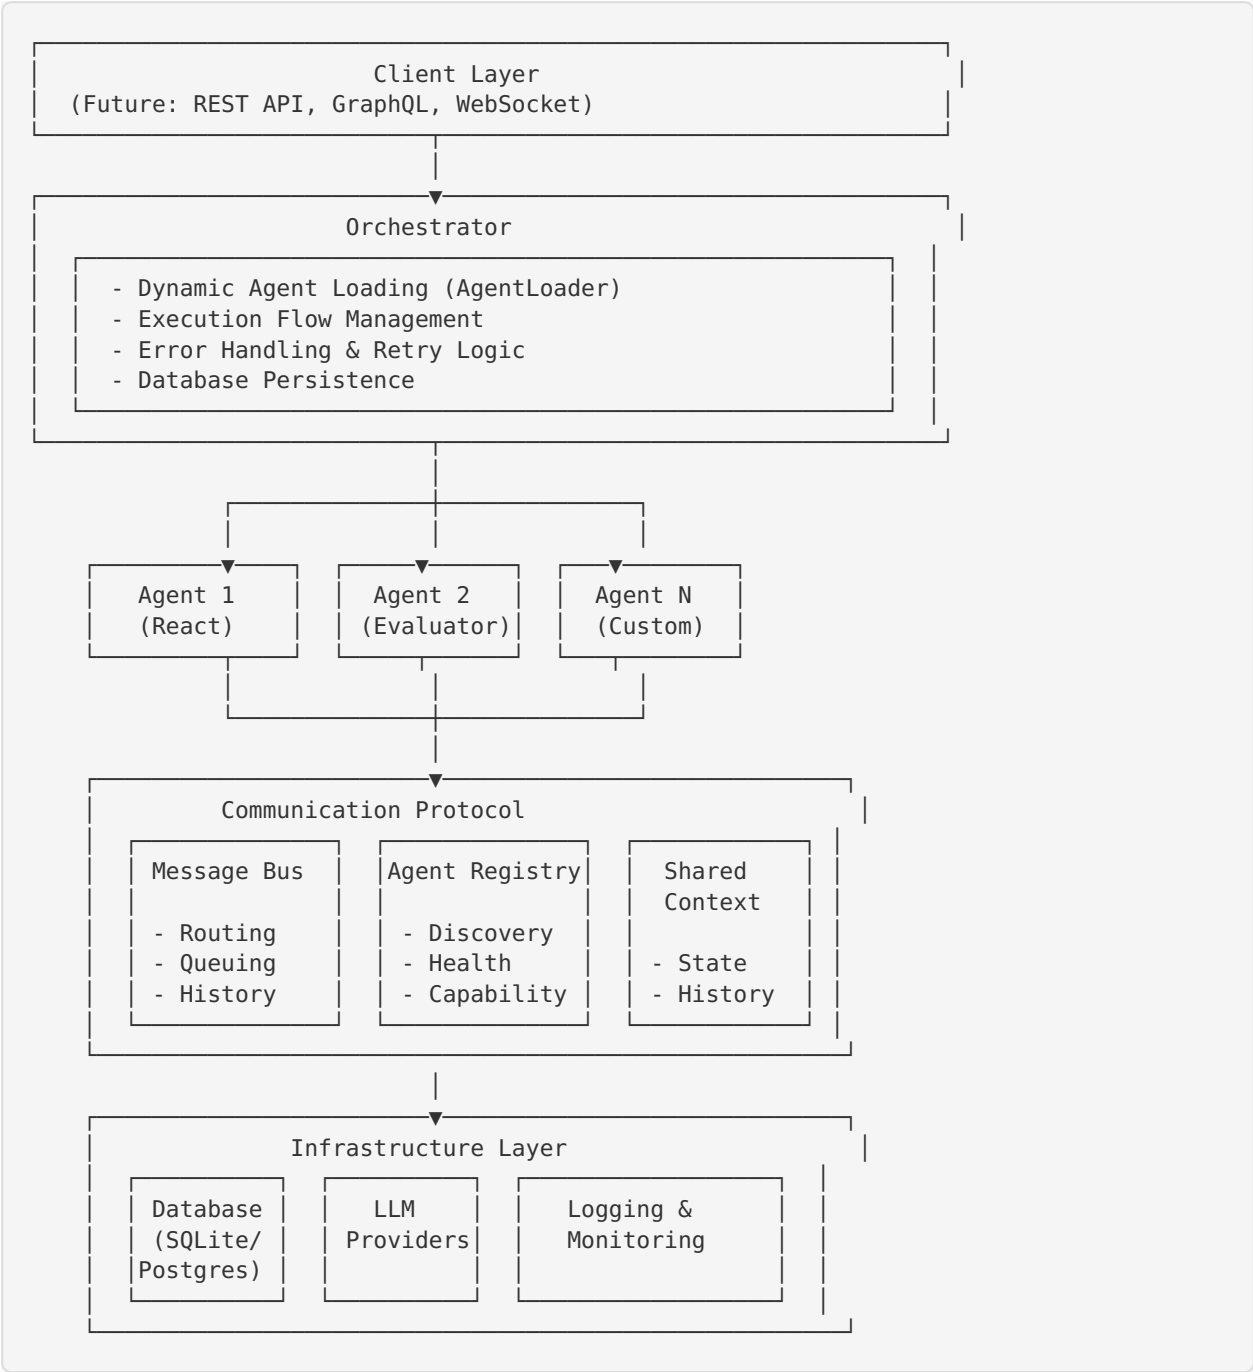 Client Layer
(Future: REST API, GraphQL, WebSocket)
Orchestrator
- Dynamic Agent Loading (AgentLoader)
- Execution Flow Management
- Error Handling & Retry Logic
- Database Persistence
Agent 1
(React)
Agent 2
(Evaluator)
Agent N
(Custom)
Communication Protocol
Message Bus
- Routing
- Queuing
- History
Agent Registry
- Discovery
- Health
- Capability
Shared
Context
- State
- History
Infrastructure Layer
Database
(SQLite/
Postgres)
LLM
Providers
Logging &
Monitoring